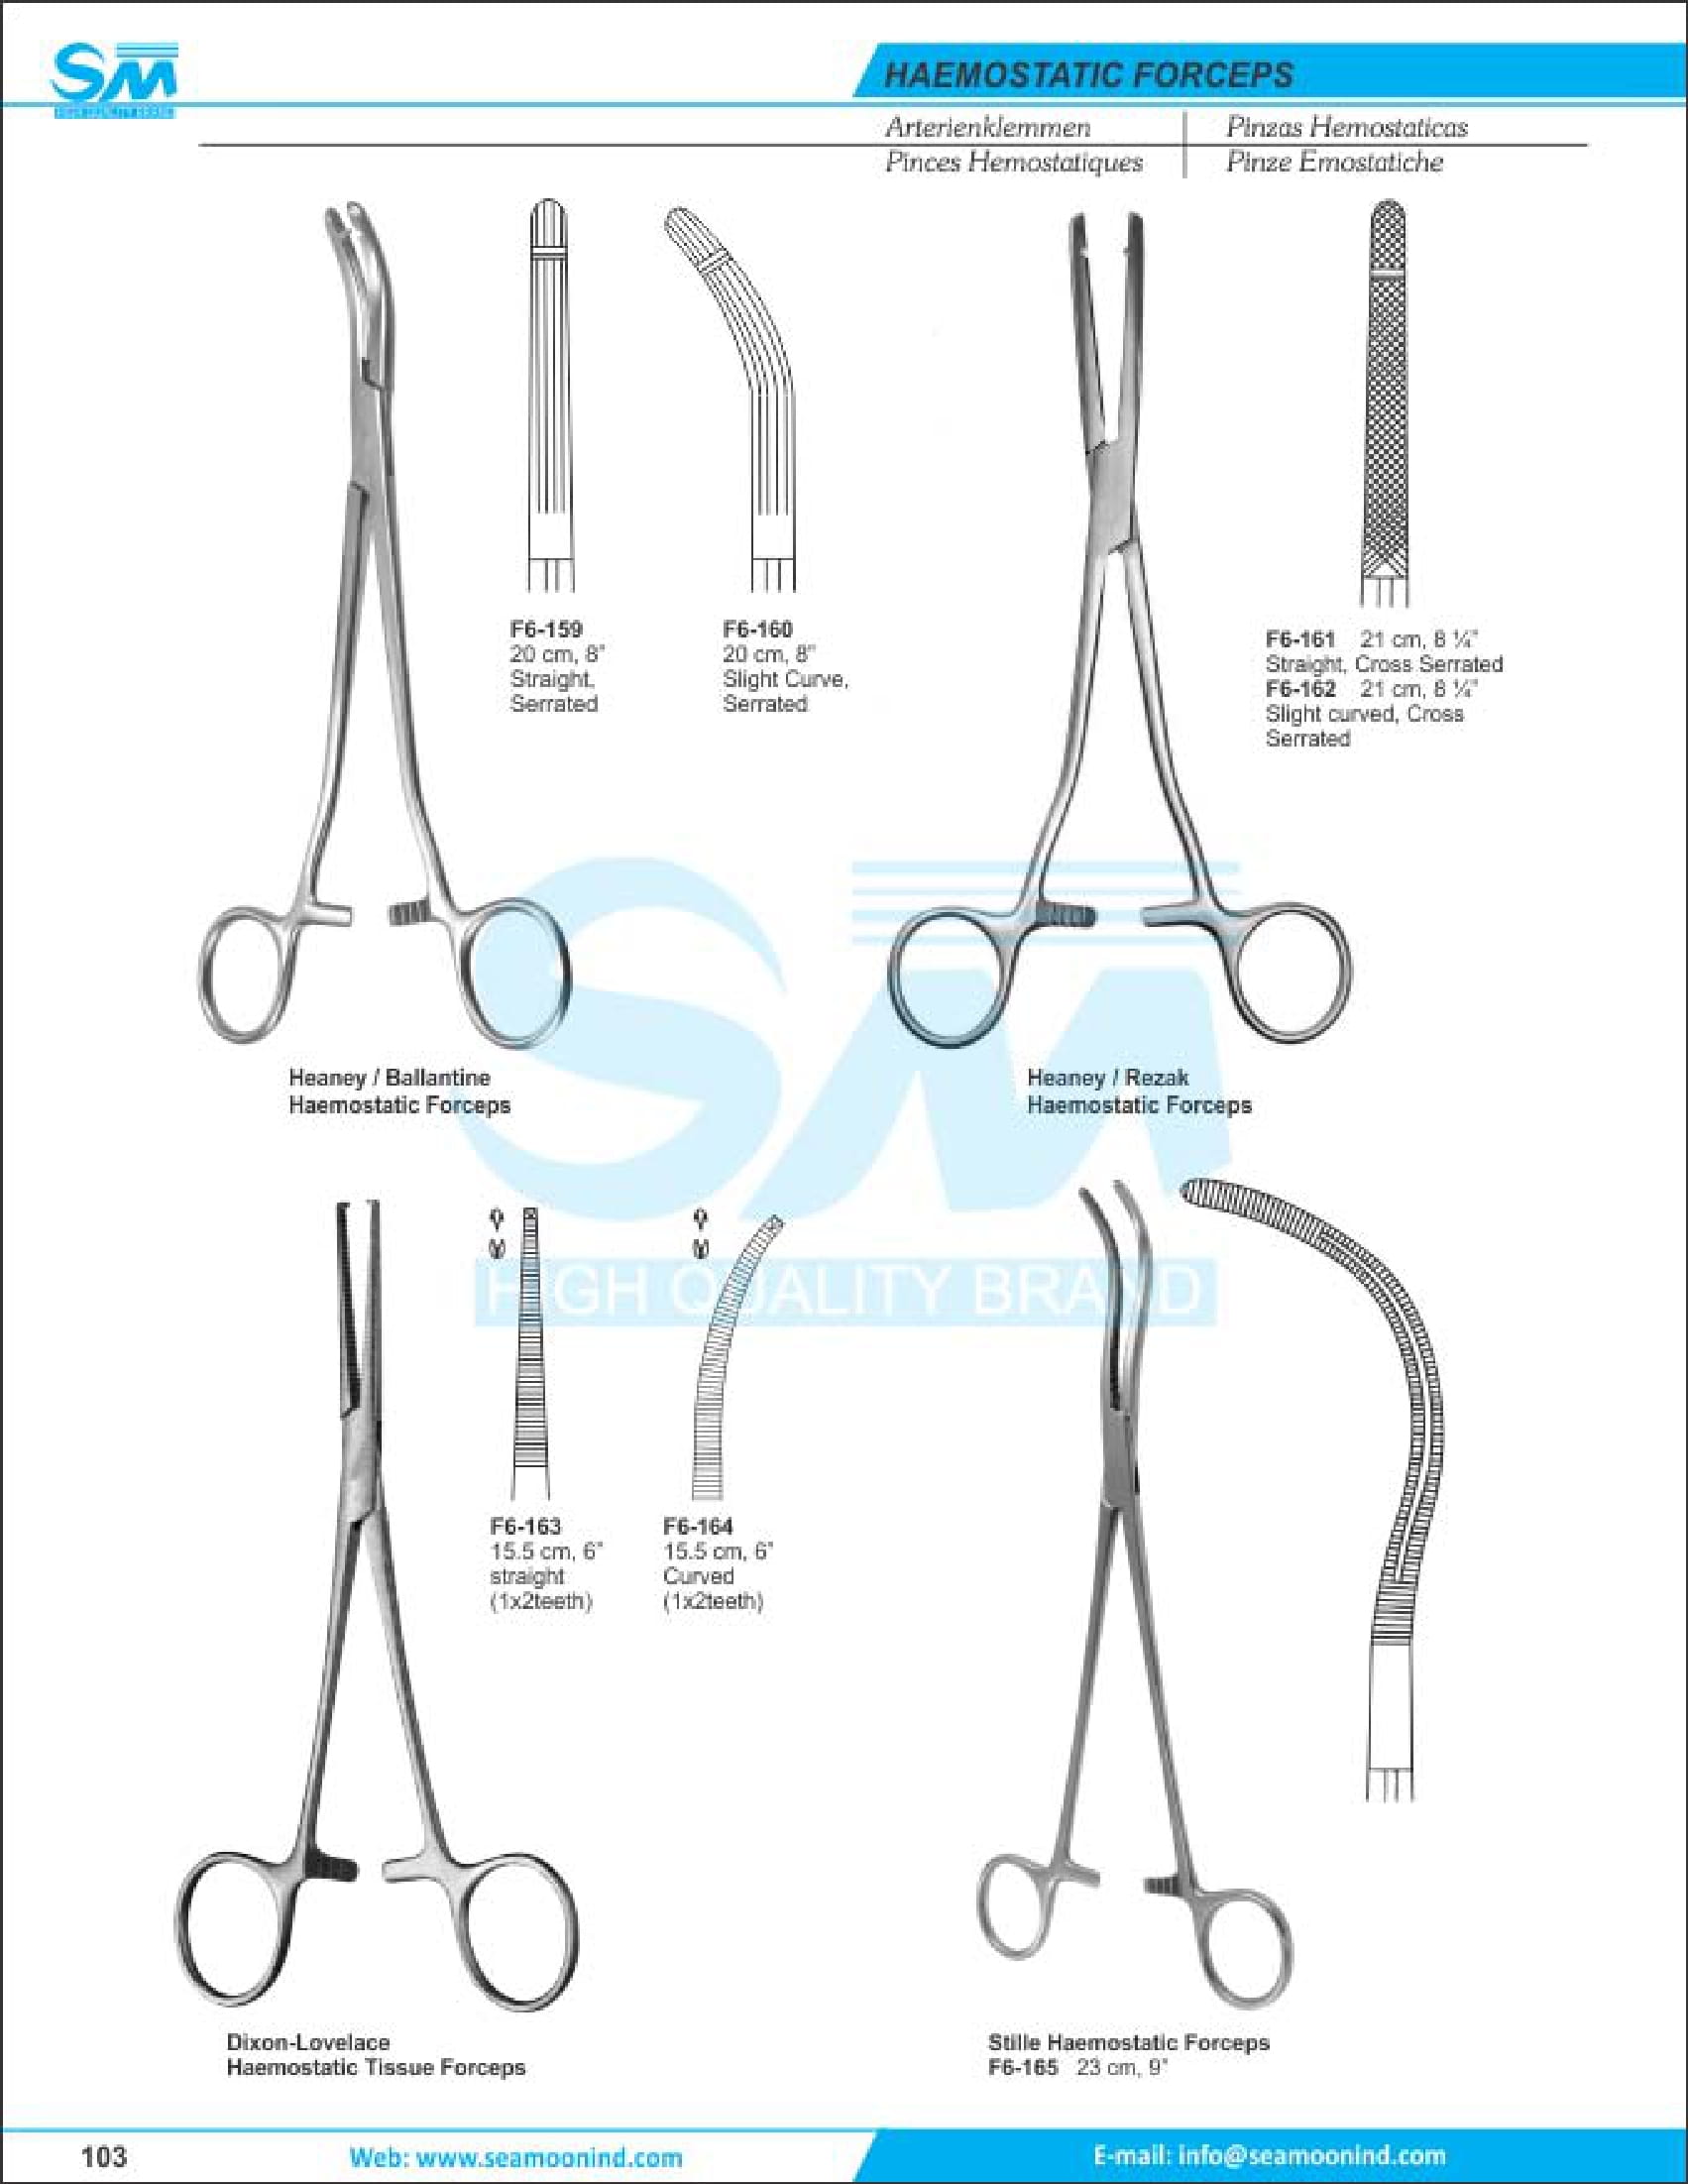 SM
HIGH QUALITY BRAND
HAEMOSTATIC FORCEPS
Arterienklemmen
Pinzas Hemostaticas
Pinces Hemostatiques
Pinze Emostatiche
F6-159
20 cm, 8"
Straight,
Serrated
F6-160
20 cm, 8"
Slight Curve,
Serrated
F6-161 21 cm, 8 ¼"
Straight, Cross Serrated
F6-162 21 cm, 8 ¼"
Slight curved, Cross
Serrated
Heaney / Ballantine
Haemostatic Forceps
Heaney / Rezak
Haemostatic Forceps
SM
HIGH QUALITY BRAND
F6-163
15.5 cm, 6"
straight
(1x2teeth)
F6-164
15.5 cm, 6"
Curved
(1x2teeth)
Dixon-Lovelace
Haemostatic Tissue Forceps
Stille Haemostatic Forceps
F6-165 23 cm, 9"
103
Web: www.seamoonind.com
E-mail: info@seamoonind.com